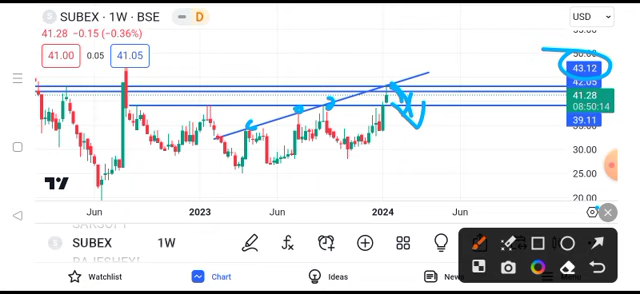 SUBEX · 1W · BSE
D
USD
41.28 −0.15 (−0.36%)
41.00 0.05 41.05
43.12
42.05
41.28
08:50:14
39.11
30.00
25.00
20.00
Jun 2023 Jun 2024 Jun
SUBEX 1W
Watchlist Chart Ideas News